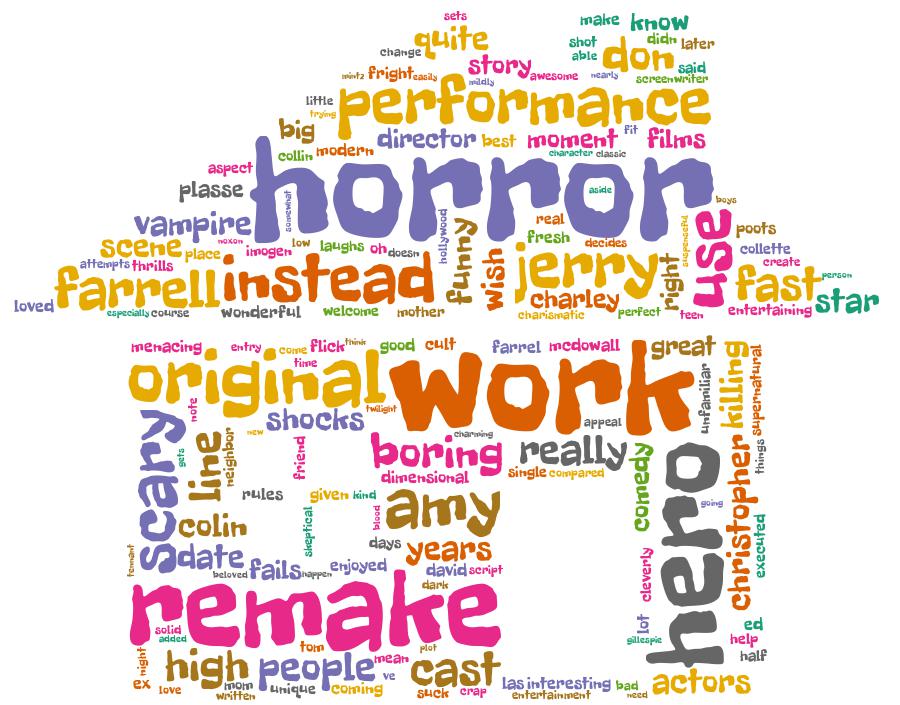 sets
make know
quite
didn
change
shot
don
later
able
said
story
mintz fright easily
awesome
nearly
screenwriter
mildly
little
performance
trying
big
director best moment fit films
collin modern
character classic
aspect
horror
plasse
somewhat
aside
boys
vampire
hollywood
funny
real
use
poots
noxon
fresh
decides
suspenseful
scene place imogen low laughs oh doesn
collette
attempts thrills
wish
jerry
right
create
farrell instead
fast
person
charley
star
loved
especially course wonderful welcome mother
charismatic
perfect
teen
entertaining
menacing entry come flick think good cult farrel mcdowall great
time
original work
killing
supernatural
unfamiliar
note
twilight
shocks
appeal
scary
new
charming
line
neighbor
friend
boring really
gets
dimensional
single compared
comedy
hero
christopher
things
rules given kind
amy
going
colin
skeptical
blood
days
years
executed
tennant
date
beloved fails happen enjoyed
david script
cleverly
dark
remake
solid
added
lot
gillespie
ed
help
tom
plot
night
high people mean
cast
half
ve
ex love mom unique coming
written
suck crap
las interesting bad
entertainment
need
actors